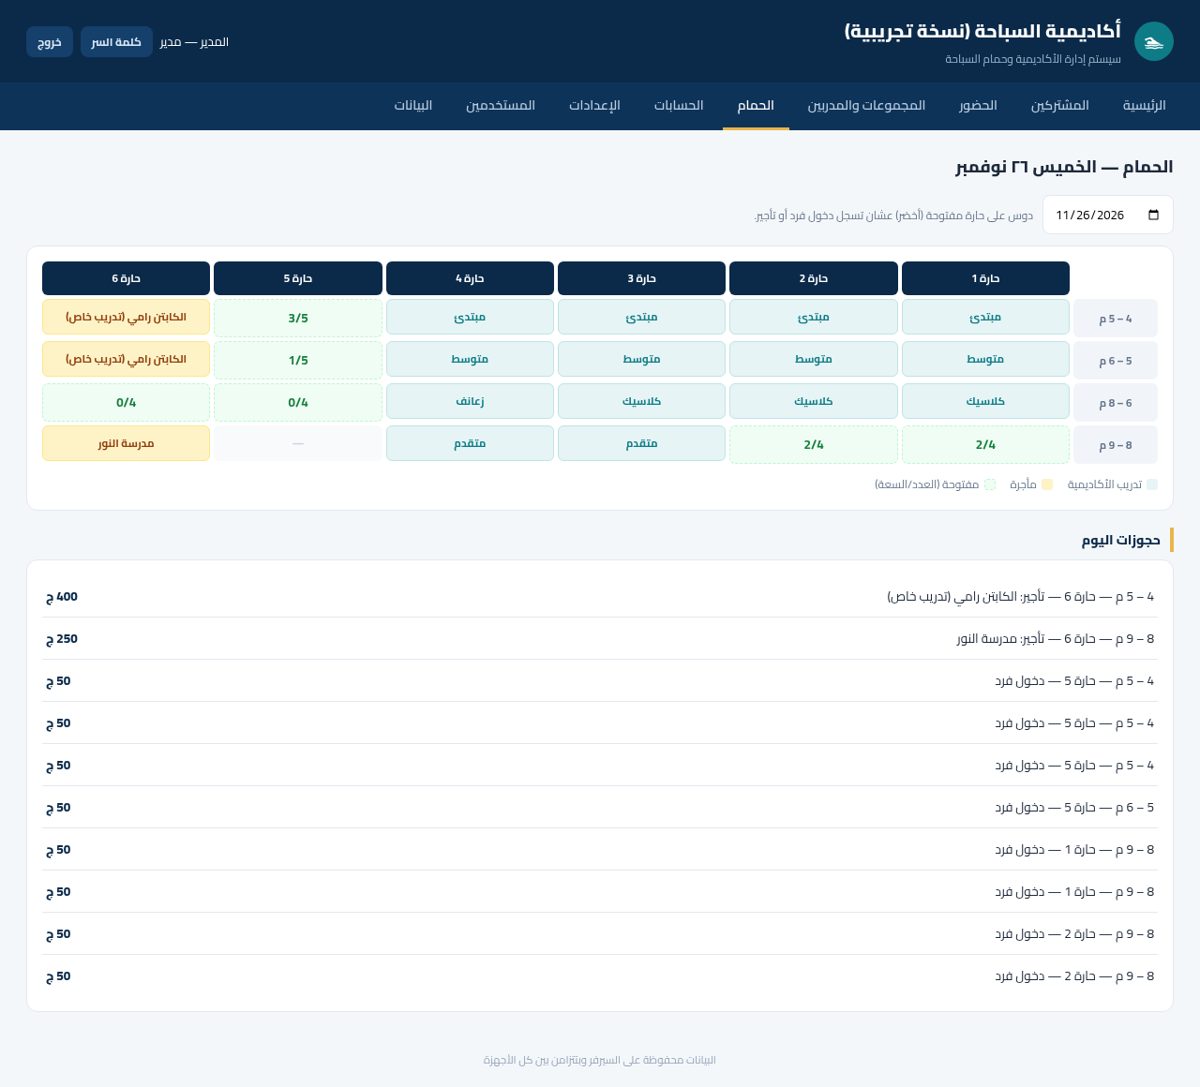 أكاديمية السباحة (نسخة تجريبية)
سيستم إدارة الأكاديمية وحمام السباحة
المدير — مدير
كلمة السر
خروج
الرئيسية المشتركين الحضور المجموعات والمدربين الحمام الحسابات الإعدادات المستخدمين البيانات
الحمام — الخميس ٢٦ نوفمبر
11/26/2026 دوس على حارة مفتوحة (أخضر) عشان تسجل دخول فرد أو تأجير.
حارة 1 حارة 2 حارة 3 حارة 4 حارة 5 حارة 6
4 – 5 م مبتدئ مبتدئ مبتدئ مبتدئ 3/5 الكابتن رامي (تدريب خاص)
5 – 6 م متوسط متوسط متوسط متوسط 1/5 الكابتن رامي (تدريب خاص)
6 – 8 م كلاسيك كلاسيك كلاسيك زعانف 0/4 0/4
8 – 9 م 2/4 2/4 متقدم متقدم — مدرسة النور
تدريب الأكاديمية مأجرة مفتوحة (العدد/السعة)
حجوزات اليوم
4 – 5 م — حارة 6 — تأجير: الكابتن رامي (تدريب خاص) 400 ج
8 – 9 م — حارة 6 — تأجير: مدرسة النور 250 ج
4 – 5 م — حارة 5 — دخول فرد 50 ج
4 – 5 م — حارة 5 — دخول فرد 50 ج
4 – 5 م — حارة 5 — دخول فرد 50 ج
5 – 6 م — حارة 5 — دخول فرد 50 ج
8 – 9 م — حارة 1 — دخول فرد 50 ج
8 – 9 م — حارة 1 — دخول فرد 50 ج
8 – 9 م — حارة 2 — دخول فرد 50 ج
8 – 9 م — حارة 2 — دخول فرد 50 ج
البيانات محفوظة على السيرفر وبتتزامن بين كل الأجهزة